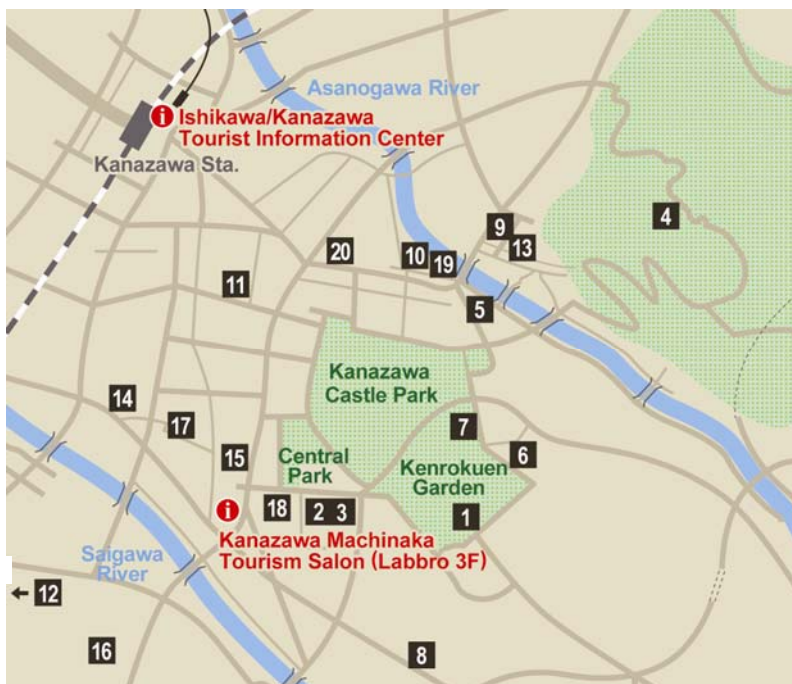 Asanogawa River
i Ishikawa/Kanazawa
Tourist Information Center
Kanazawa Sta.
4
9
13
20
10
19
11
5
Kanazawa
Castle Park
14
17
7
15
Central
Park
6
Kenrokuen
Garden
18
2
3
1
i
Kanazawa Machinaka
Tourism Salon (Labbro 3F)
Saigawa
River
← 12
16
8